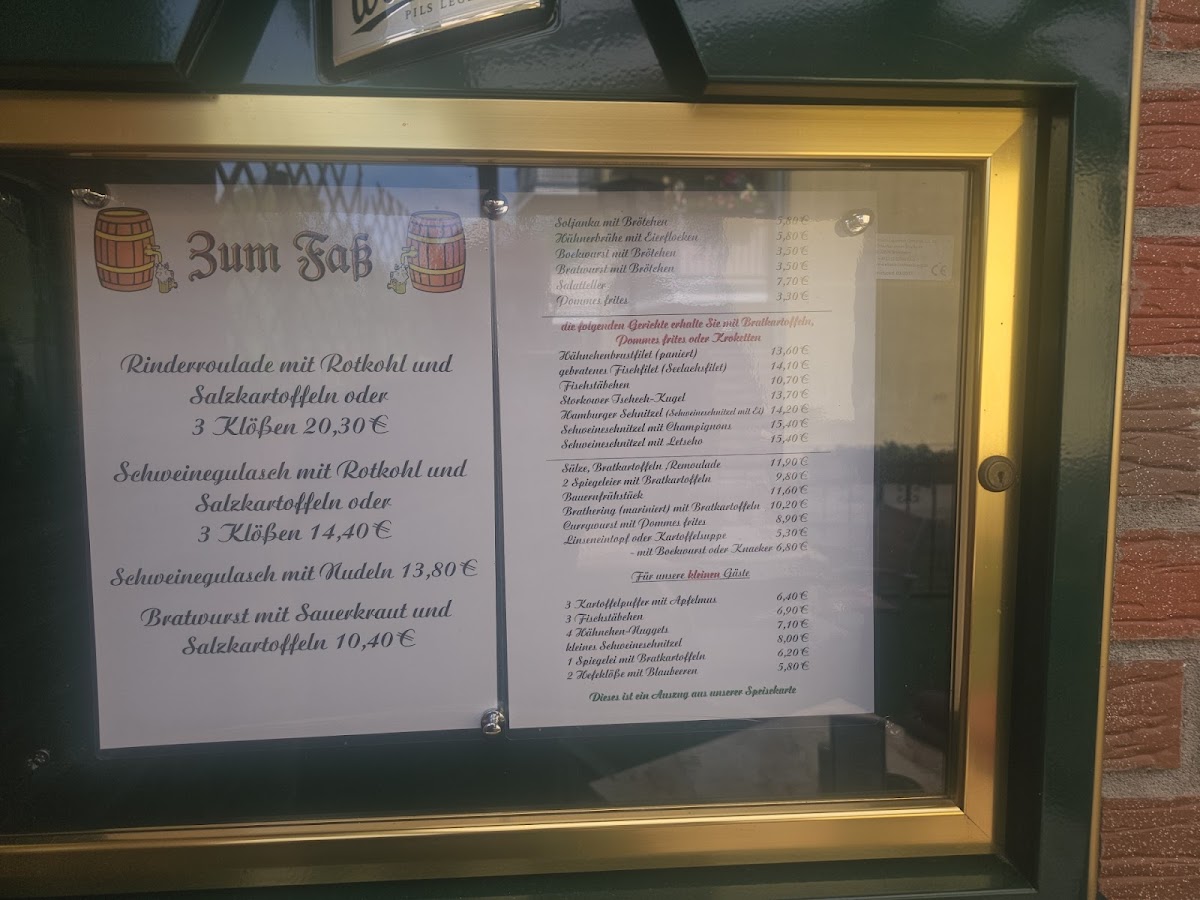 PILS
Zum Faß
Rinderroulade mit Rotkohl und
Salzkartoffeln oder
3 Klößen 20,30 €
Schweinegulasch mit Rotkohl und
Salzkartoffeln oder
3 Klößen 14,40 €
Schweinegulasch mit Nudeln 13,80 €
Bratwurst mit Sauerkraut und
Salzkartoffeln 10,40 €
Soljanka mit Brötchen 5,80 €
Hühnerbrühe mit Eierflocken 5,80 €
Bockwurst mit Brötchen 3,50 €
Bratwurst mit Brötchen 3,50 €
Salatteller 7,70 €
Pommes frites 3,30 €
die folgenden Gerichte erhalte Sie mit Bratkartoffeln,
Pommes frites oder Kroketten
Hähnchenbrustfilet (paniert) 13,60 €
gebratenes Fischfilet (Seelachsfilet) 14,10 €
Fischstäbchen 10,70 €
Storkower Tschech-Kugel 13,70 €
Hamburger Schnitzel (Schweineschnitzel mit Ei) 14,20 €
Schweineschnitzel mit Champignons 15,40 €
Schweineschnitzel mit Letscho 15,40 €
Sülze, Bratkartoffeln ,Remoulade 11,90 €
2 Spiegeleier mit Bratkartoffeln 9,80 €
Bauernfrühstück 11,60 €
Brathering (mariniert) mit Bratkartoffeln 10,20 €
Currywurst mit Pommes frites 8,90 €
Linseneintopf oder Kartoffelsuppe 5,30 €
- mit Bockwurst oder Knacker 6,80 €
Für unsere kleinen Gäste
3 Kartoffelpuffer mit Apfelmus 6,40 €
3 Fischstäbchen 6,90 €
4 Hähnchen-Nuggets 7,10 €
kleines Schweineschnitzel 8,00 €
1 Spiegelei mit Bratkartoffeln 6,20 €
2 Hefeklöße mit Blaubeeren 5,80 €
Dieses ist ein Auszug aus unserer Speisekarte
CE